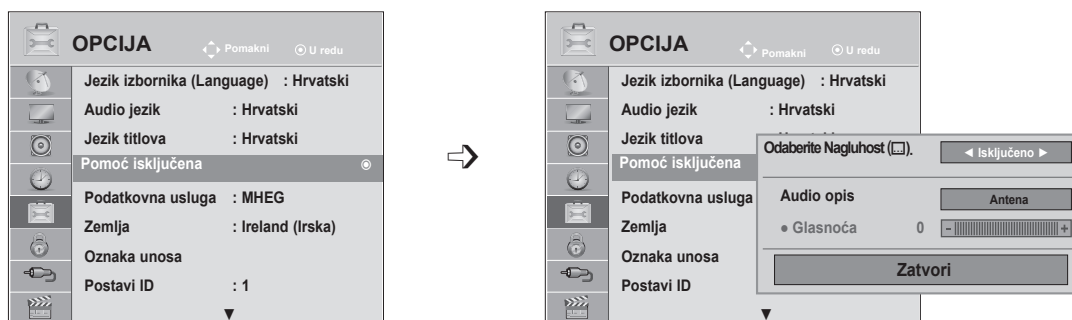 OPCIJA Pomakni U redu
Jezik izbornika (Language) : Hrvatski
Audio jezik : Hrvatski
Jezik titlova : Hrvatski
Pomoć isključena
Podatkovna usluga : MHEG
Zemlja : Ireland (Irska)
Oznaka unosa
Postavi ID : 1
▼
OPCIJA Pomakni U redu
Jezik izbornika (Language) : Hrvatski
Audio jezik : Hrvatski
Jezik titlova
Pomoć isključena
Podatkovna usluga
Zemlja
Oznaka unosa
Postavi ID
▼
Odaberite Nagluhost (...). ◄ Isključeno ►
Audio opis Antena
• Glasnoća 0 - +
Zatvori